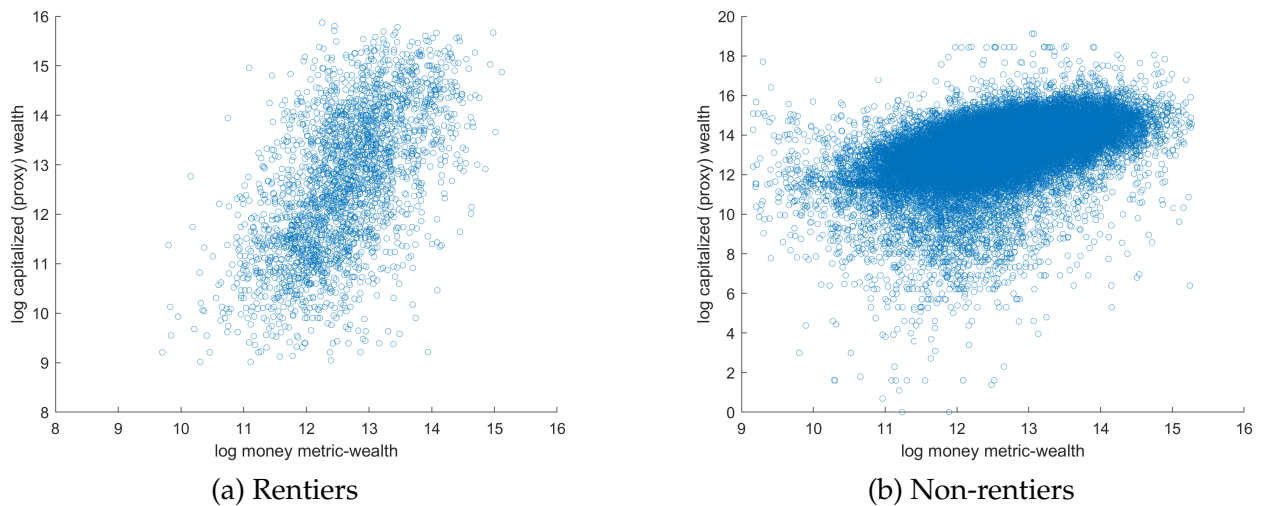 16
15
14
13
12
11
10
9
8
log capitalized (proxy) wealth
8 9 10 11 12 13 14 15 16
log money metric-wealth
(a) Rentiers
20
18
16
14
12
10
8
6
4
2
0
log capitalized (proxy) wealth
9 10 11 12 13 14 15 16
log money metric-wealth
(b) Non-rentiers